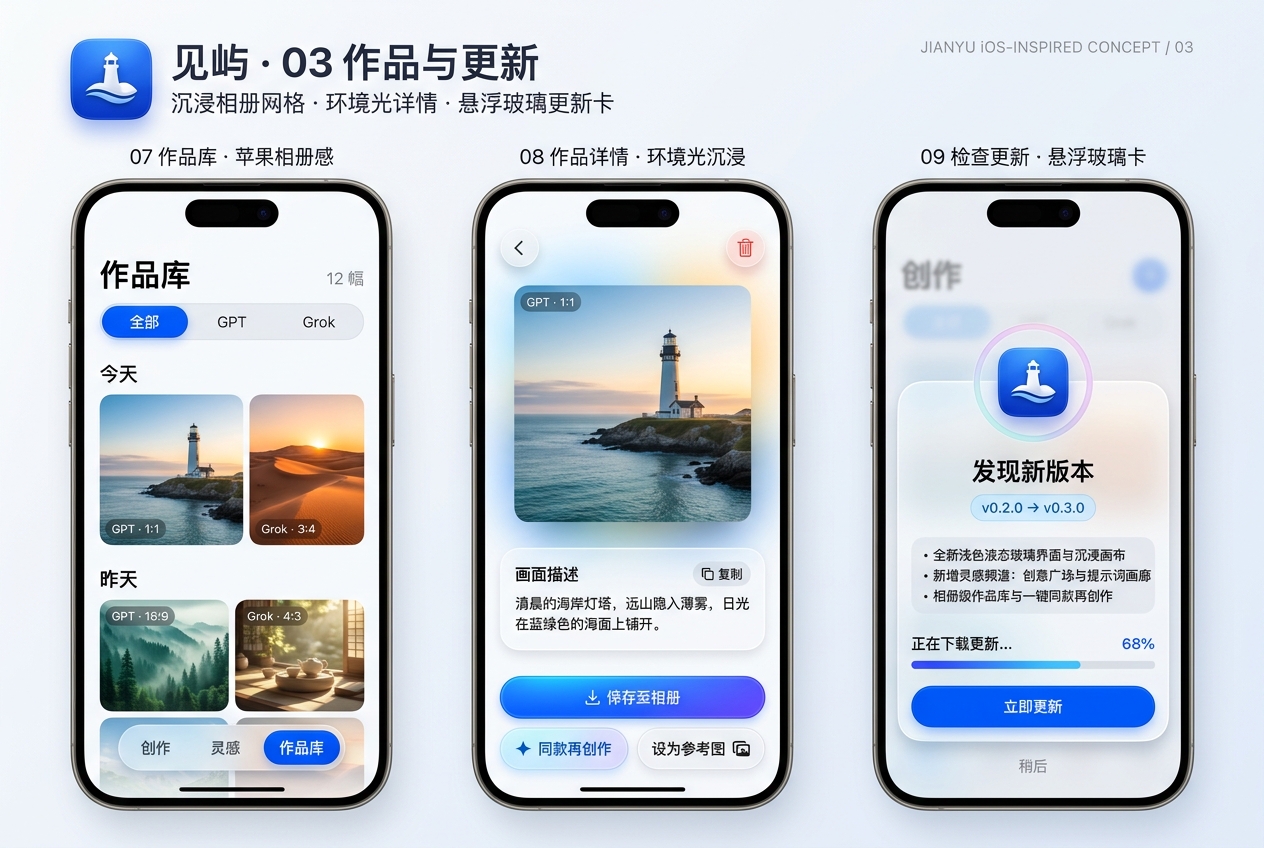 见屿 · 03 作品与更新
JIANYU iOS-INSPIRED CONCEPT / 03
沉浸相册网格 · 环境光详情 · 悬浮玻璃更新卡
07 作品库 · 苹果相册感
作品库
12 幅
全部
GPT
Grok
今天
GPT · 1:1
Grok · 3:4
昨天
GPT · 16:9
Grok · 4:3
创作
灵感
作品库
08 作品详情 · 环境光沉浸
GPT · 1:1
画面描述
复制
清晨的海岸灯塔，远山隐入薄雾，日光
在蓝绿色的海面上铺开。
保存至相册
同款再创作
设为参考图
09 检查更新 · 悬浮玻璃卡
创作
发现新版本
v0.2.0 → v0.3.0
• 全新浅色液态玻璃界面与沉浸画布
• 新增灵感频道：创意广场与提示词画廊
• 相册级作品库与一键同款再创作
正在下载更新...
68%
立即更新
稍后